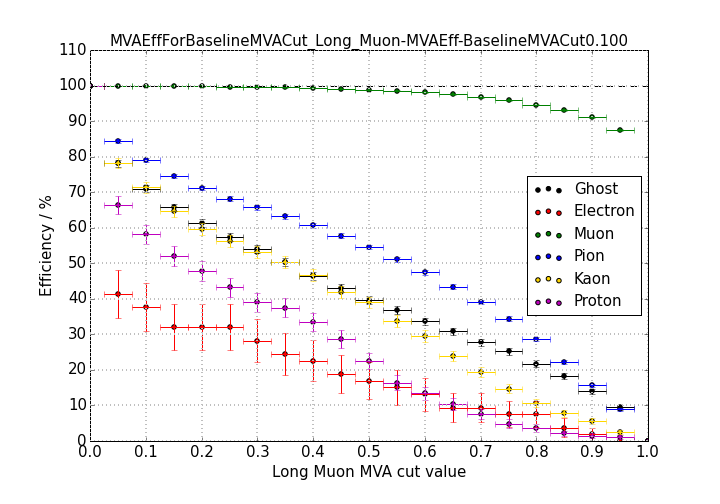 MVAEffForBaselineMVACut_Long_Muon-MVAEff-BaselineMVACut0.100
110
100
90
80
70
60
50
40
30
20
10
0
Efficiency / %
Ghost
Electron
Muon
Pion
Kaon
Proton
0.0 0.1 0.2 0.3 0.4 0.5 0.6 0.7 0.8 0.9 1.0
Long Muon MVA cut value